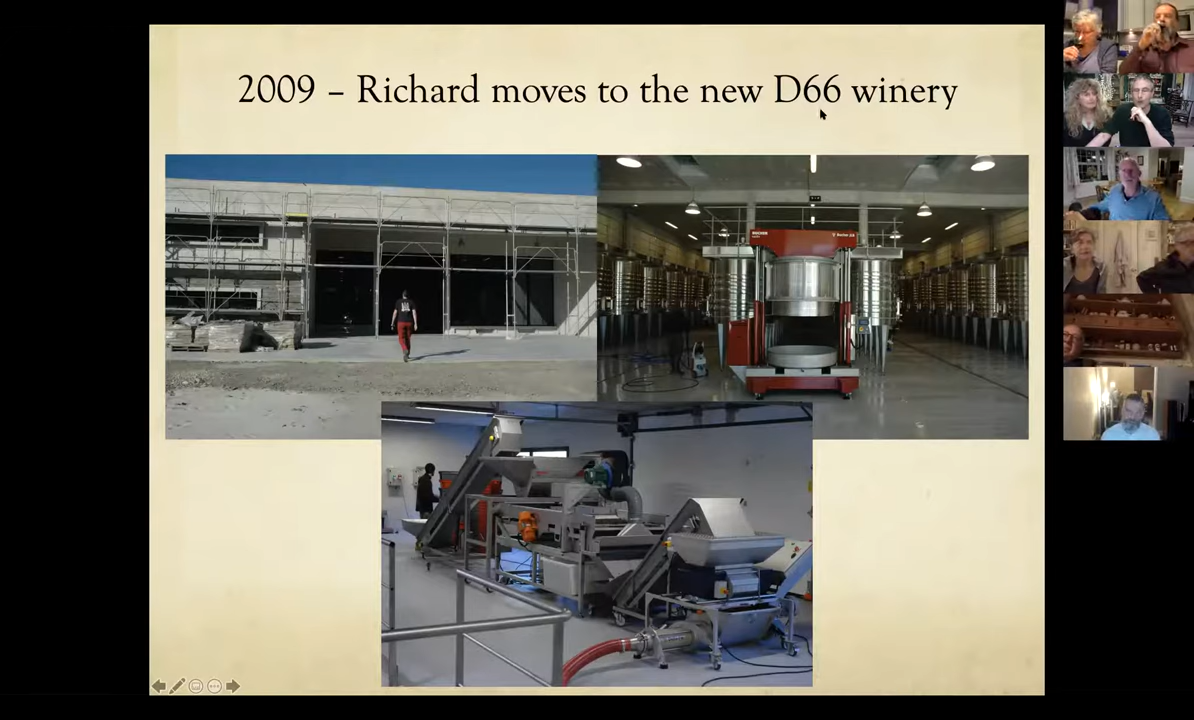 2009 – Richard moves to the new D66 winery